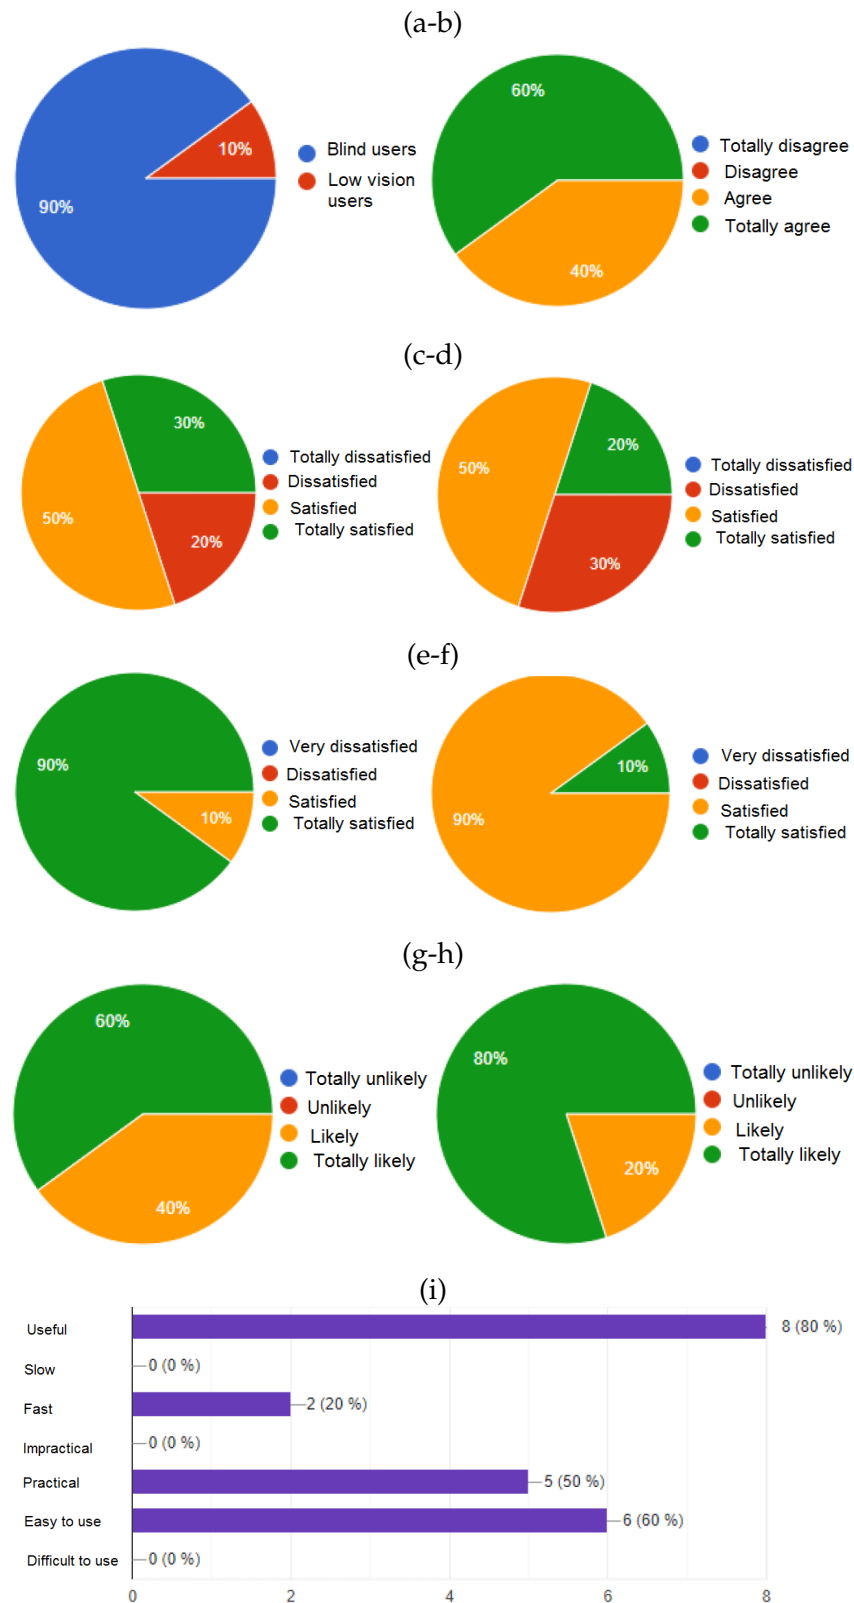 (a-b)
90%
10%
Blind users
Low vision
users
60%
40%
Totally disagree
Disagree
Agree
Totally agree
(c-d)
30%
50%
20%
Totally dissatisfied
Dissatisfied
Satisfied
Totally satisfied
50%
20%
30%
Totally dissatisfied
Dissatisfied
Satisfied
Totally satisfied
(e-f)
90%
10%
Very dissatisfied
Dissatisfied
Satisfied
Totally satisfied
10%
90%
Very dissatisfied
Dissatisfied
Satisfied
Totally satisfied
(g-h)
60%
40%
Totally unlikely
Unlikely
Likely
Totally likely
80%
20%
Totally unlikely
Unlikely
Likely
Totally likely
(i)
Useful 8 (80 %)
Slow 0 (0 %)
Fast 2 (20 %)
Impractical 0 (0 %)
Practical 5 (50 %)
Easy to use 6 (60 %)
Difficult to use 0 (0 %)
0 2 4 6 8